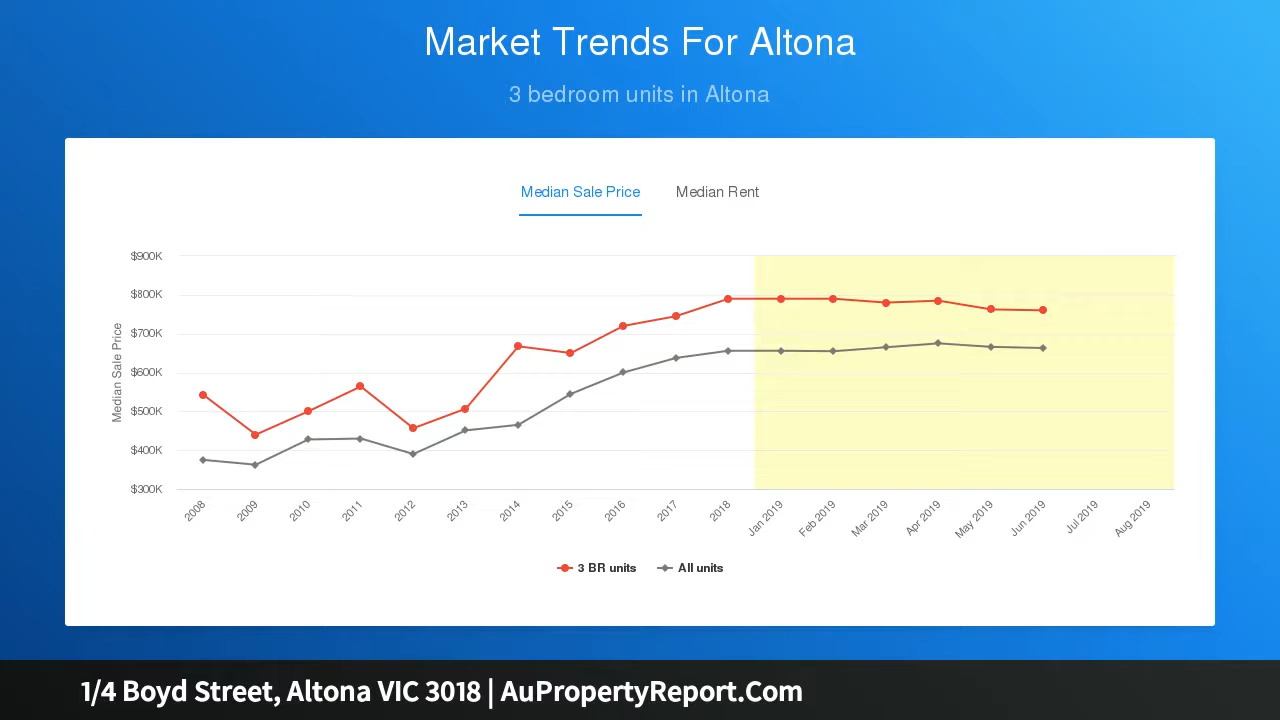 Market Trends For Altona
3 bedroom units in Altona
Median Sale Price Median Rent
Median Sale Price
$900K
$800K
$700K
$600K
$500K
$400K
$300K
2008 2009 2010 2011 2012 2013 2014 2015 2016 2017 2018 Jan 2019 Feb 2019 Mar 2019 Apr 2019 May 2019 Jun 2019 Jul 2019 Aug 2019
3 BR units All units
1/4 Boyd Street, Altona VIC 3018 | AuPropertyReport.Com